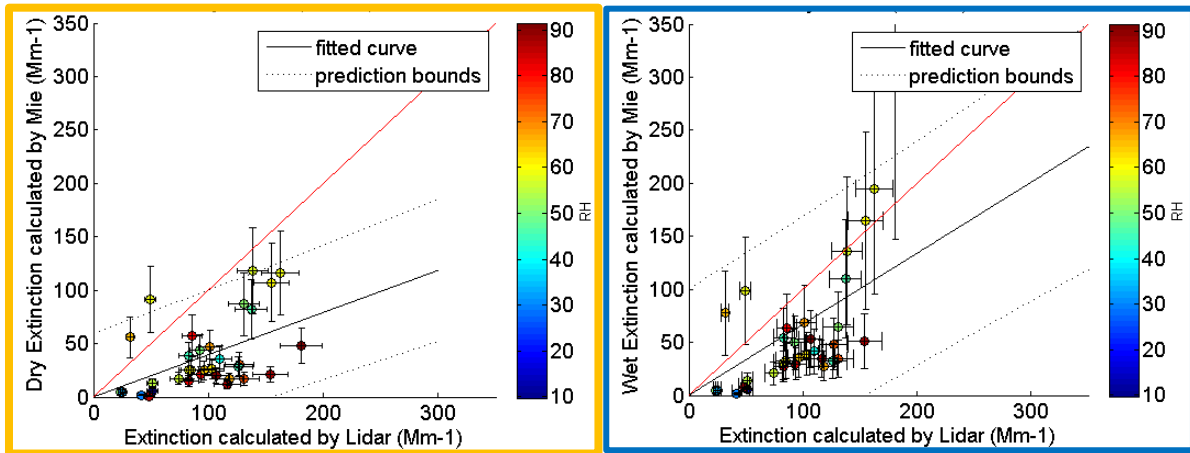 350
300
250
200
150
100
50
0
Dry Extinction calculated by Mie (Mm-1)
fitted curve
prediction bounds
0 100 200 300
Extinction calculated by Lidar (Mm-1)
90
80
70
60
50
40
30
20
10
RH
350
300
250
200
150
100
50
0
Wet Extinction calculated by Mie (Mm-1)
fitted curve
prediction bounds
0 100 200 300
Extinction calculated by Lidar (Mm-1)
90
80
70
60
50
40
30
20
10
RH